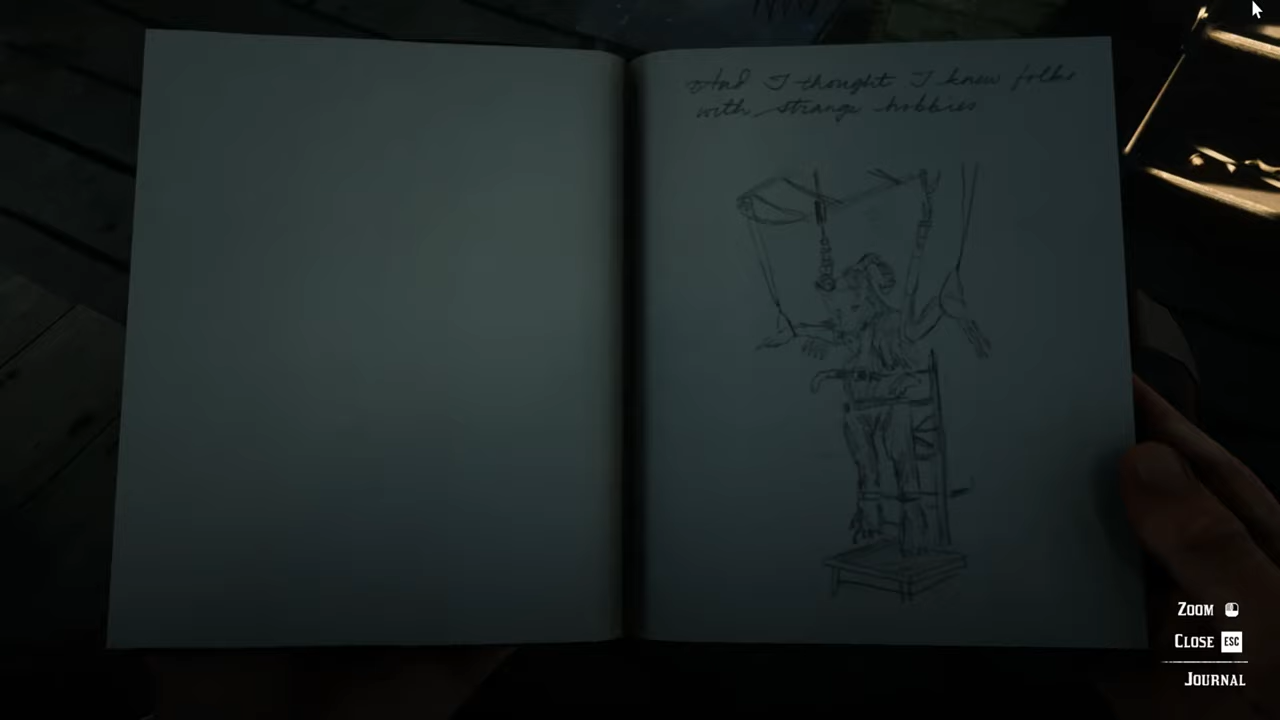 And I thought I knew folks
with strange hobbies
Zoom
Close ESC
Journal